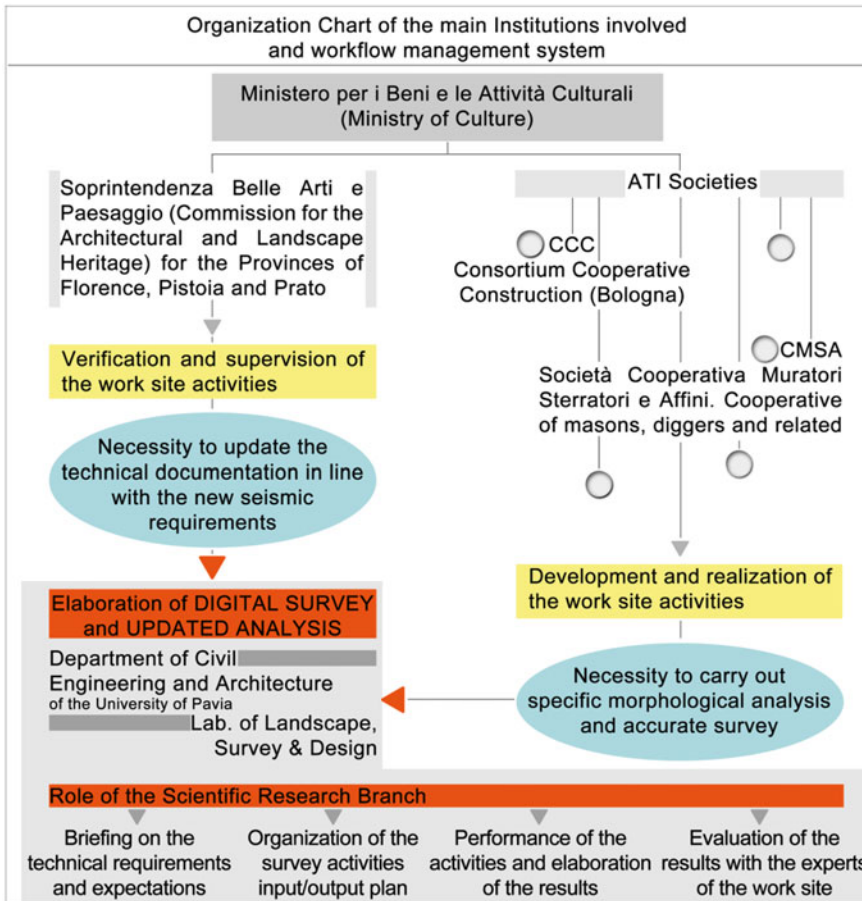 Organization Chart of the main Institutions involved
and workflow management system
Ministero per i Beni e le Attività Culturali
(Ministry of Culture)
Soprintendenza Belle Arti e
Paesaggio (Commission for the
Architectural and Landscape
Heritage) for the Provinces of
Florence, Pistoia and Prato
Verification and supervision of
the work site activities
Necessity to update the
technical documentation in line
with the new seismic
requirements
ATI Societies
CCC
Consortium Cooperative
Construction (Bologna)
CMSA
Società Cooperativa Muratori
Sterratori e Affini. Cooperative
of masons, diggers and related
Development and realization of
the work site activities
Necessity to carry out
specific morphological analysis
and accurate survey
Elaboration of DIGITAL SURVEY
and UPDATED ANALYSIS
Department of Civil
Engineering and Architecture
of the University of Pavia
Lab. of Landscape,
Survey & Design
Role of the Scientific Research Branch
Briefing on the
technical requirements
and expectations
Organization of the
survey activities
input/output plan
Performance of the
activities and elaboration
of the results
Evaluation of the
results with the experts
of the work site